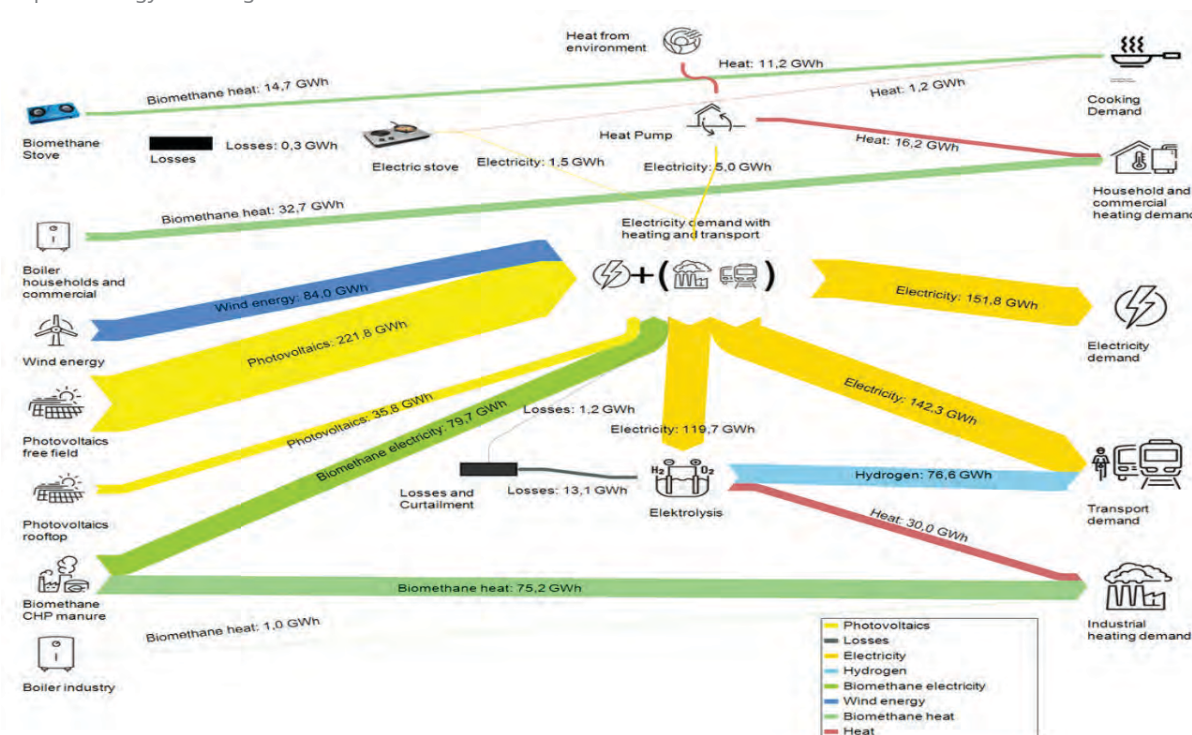 Heat from
environment
Heat: 11,2 GWh
Biomethane heat: 14,7 GWh
Heat: 1,2 GWh
Cooking
Demand
Biomethane
Stove
Losses
Losses: 0,3 GWh
Electric stove
Heat Pump
Electricity: 1,5 GWh
Electricity: 5,0 GWh
Heat: 16,2 GWh
Household and
commercial
heating demand
Biomethane heat: 32,7 GWh
Electricity demand with
heating and transport
Boiler
households and
commercial
Wind energy: 84,0 GWh
Electricity: 151,8 GWh
Wind energy
Photovoltaics: 221,8 GWh
Electricity
demand
Photovoltaics
free field
Photovoltaics: 35,8 GWh
Biomethane electricity: 79,7 GWh
Losses: 1,2 GWh
Electricity: 119,7 GWh
Electricity: 142,3 GWh
H₂ O₂
Losses and
Curtailment
Losses: 13,1 GWh
Elektrolysis
Hydrogen: 76,6 GWh
Transport
demand
Photovoltaics
rooftop
Heat: 30,0 GWh
Biomethane
CHP manure
Biomethane heat: 75,2 GWh
Industrial
heating demand
Biomethane heat: 1,0 GWh
Boiler industry
Photovoltaics
Losses
Electricity
Hydrogen
Biomethane electricity
Wind energy
Biomethane heat
Heat